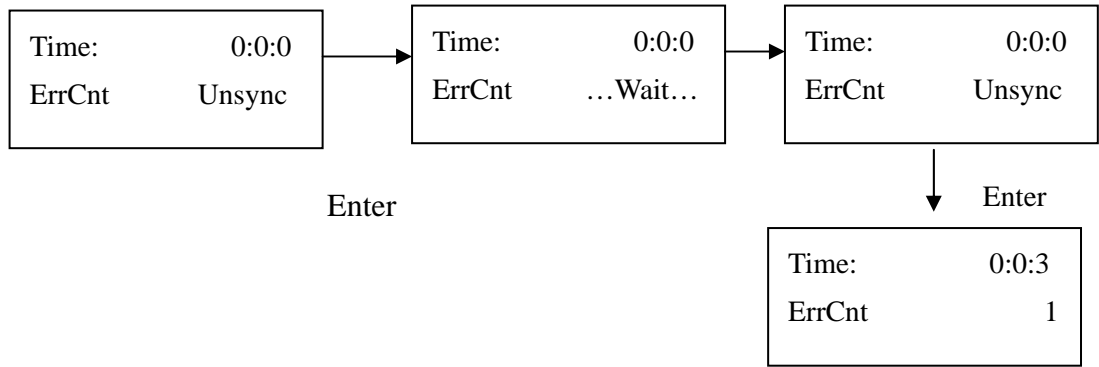 Time: 0:0:0
ErrCnt Unsync
Time: 0:0:0
ErrCnt …Wait…
Time: 0:0:0
ErrCnt Unsync
Enter
Enter
Time: 0:0:3
ErrCnt 1